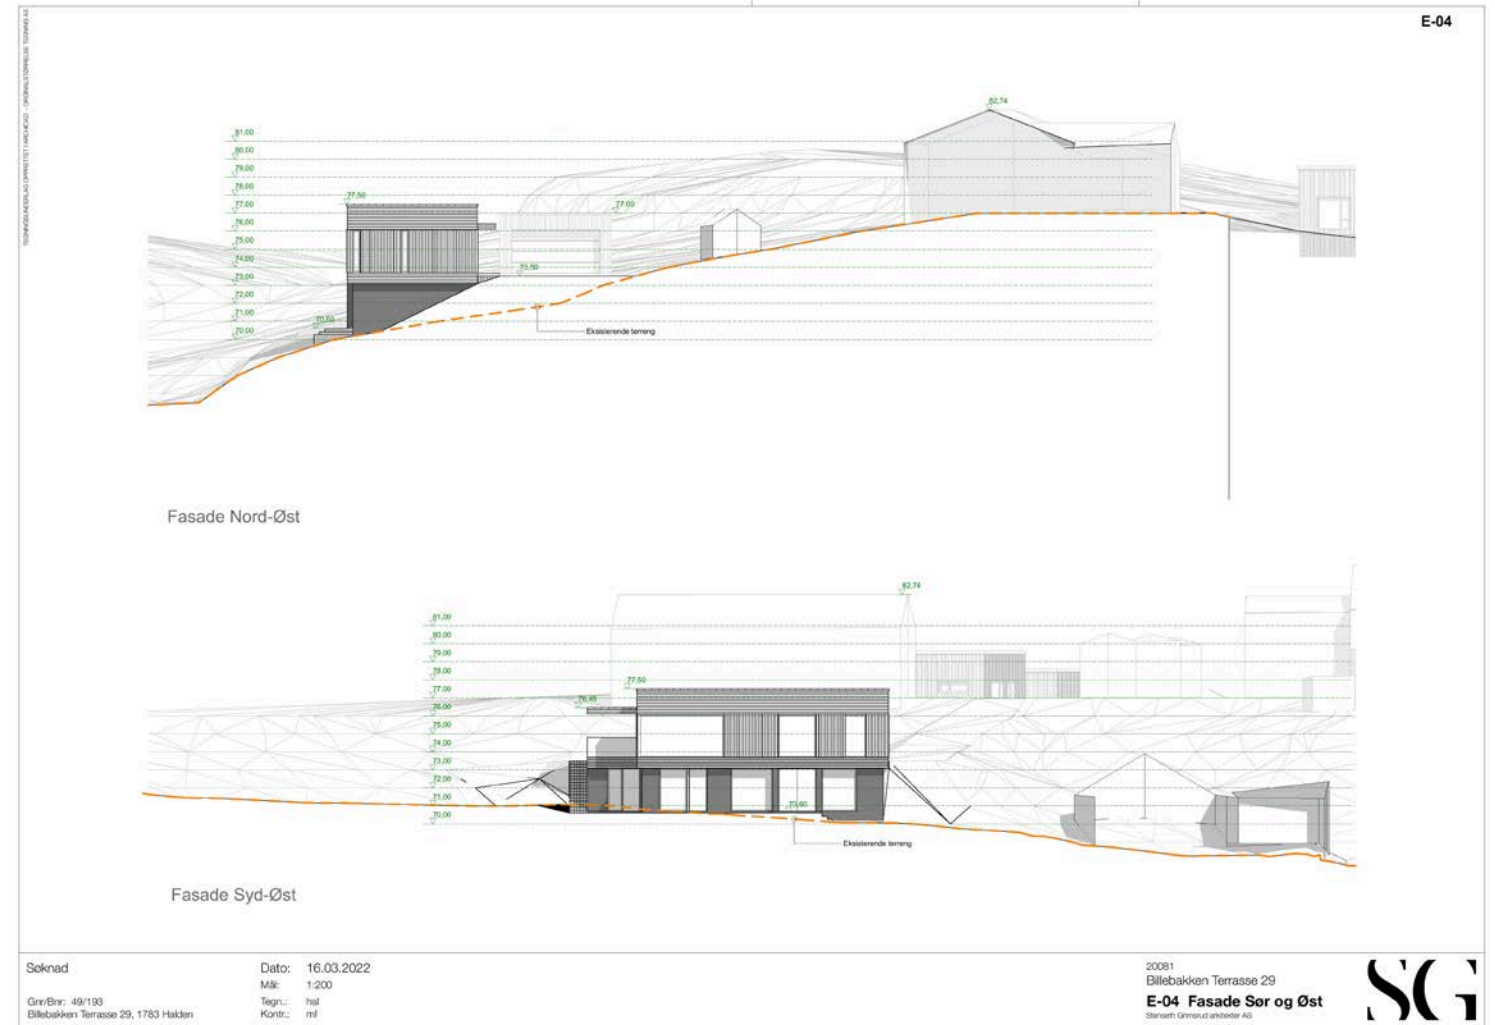 E-04
82,74
81,00
80,00
79,00
78,00
77,50
77,00
77,03
76,00
75,00
74,00
73,50
73,00
72,00
71,00
70,60
70,00
Eksisterende terreng
Fasade Nord-Øst
82,74
81,00
80,00
79,00
78,00
77,50
77,00
76,45
76,00
75,00
74,00
73,00
72,00
71,00
70,60
70,00
Eksisterende terreng
Fasade Syd-Øst
Søknad
Gnr/Bnr: 49/193
Billebakken Terrasse 29, 1783 Halden
Dato: 16.03.2022
Mål: 1:200
Tegn.: hsl
Kontr.: ml
20081
Billebakken Terrasse 29
E-04 Fasade Sør og Øst
Stenseth Grimsrud arkitekter AS
SG